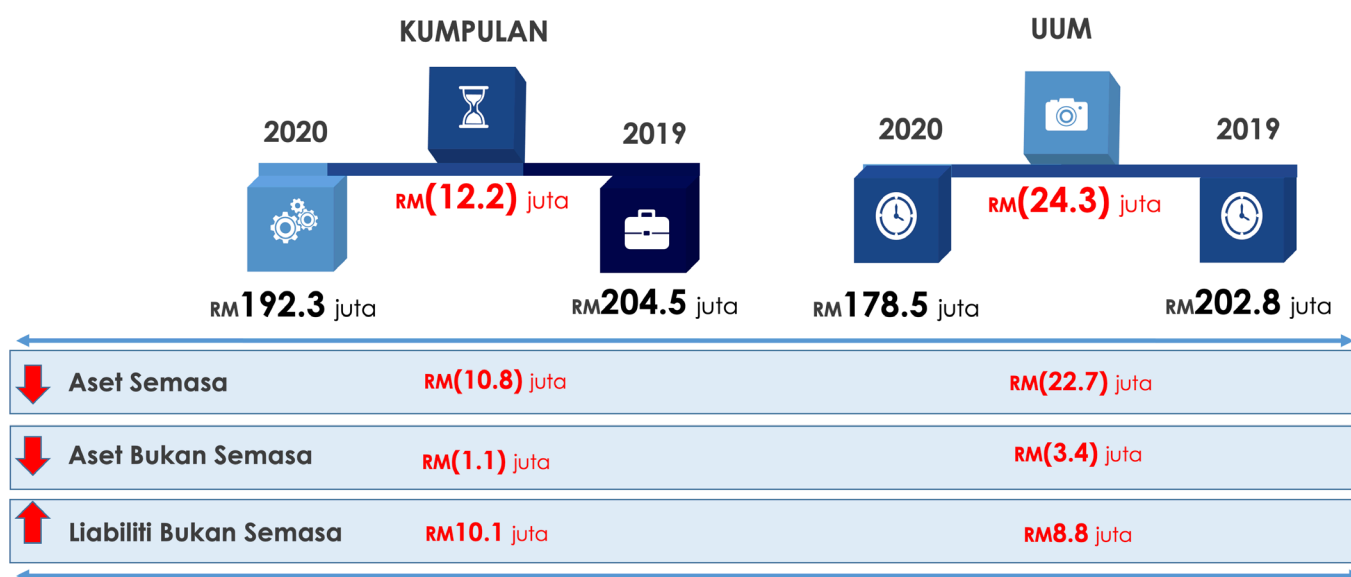 KUMPULAN
2020
2019
RM(12.2) juta
RM192.3 juta
RM204.5 juta
UUM
2020
2019
RM(24.3) juta
RM178.5 juta
RM202.8 juta
Aset Semasa RM(10.8) juta RM(22.7) juta
Aset Bukan Semasa RM(1.1) juta RM(3.4) juta
Liabiliti Bukan Semasa RM10.1 juta RM8.8 juta